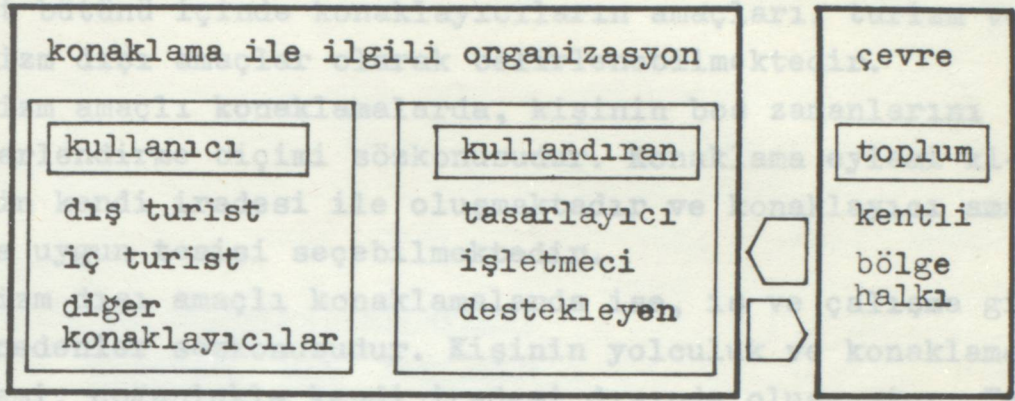 konaklama ile ilgili organizasyon
kullanıcı
dış turist
iç turist
diğer
konaklayıcılar
kullandıran
tasarlayıcı
işletmeci
destekleyen
çevre
toplum
kentli
bölge
halkı